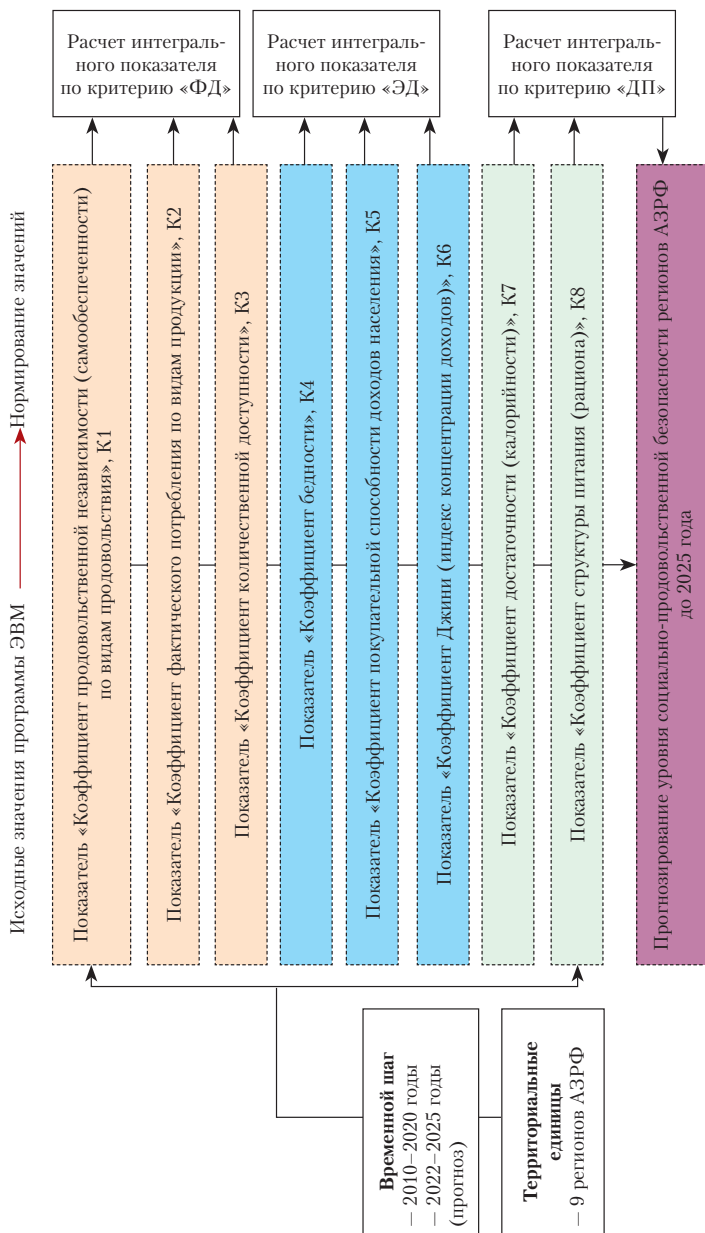 Исходные значения программы ЭВМ
Нормирование значений
Показатель «Коэффициент продовольственной независимости (самообеспеченности)
по видам продовольствия», К1
Показатель «Коэффициент фактического потребления по видам продукции», К2
Показатель «Коэффициент количественной доступности», К3
Показатель «Коэффициент бедности», К4
Показатель «Коэффициент покупательной способности доходов населения», К5
Показатель «Коэффициент Джини (индекс концентрации доходов)», К6
Показатель «Коэффициент достаточности (калорийности)», К7
Показатель «Коэффициент структуры питания (рациона)», К8
Прогнозирование уровня социально-продовольственной безопасности регионов АЗРФ
до 2025 года
Расчет интеграль-
ного показателя
по критерию «ФД»
Расчет интеграль-
ного показателя
по критерию «ЭД»
Расчет интеграль-
ного показателя
по критерию «ДП»
Временной шаг
– 2010–2020 годы
– 2022–2025 годы
(прогноз)
Территориальные
единицы
– 9 регионов АЗРФ